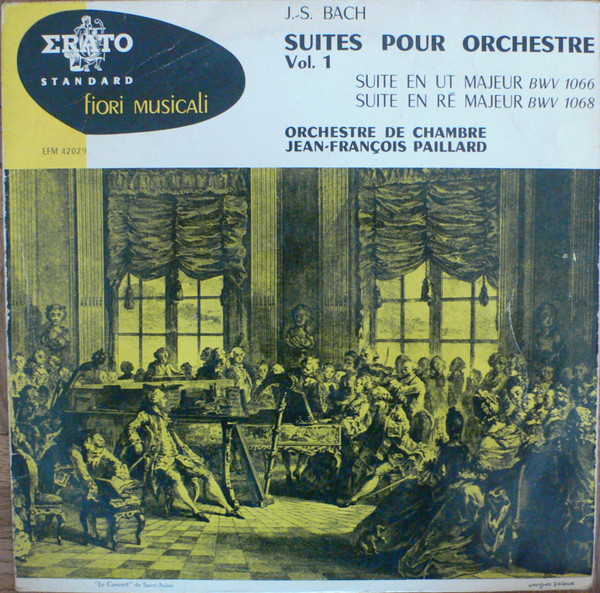 ERATO
STANDARD
fiori musicali
EFM 42029
J.-S. BACH
SUITES POUR ORCHESTRE
Vol. 1
SUITE EN UT MAJEUR BWV 1066
SUITE EN RÉ MAJEUR BWV 1068
ORCHESTRE DE CHAMBRE
JEAN-FRANÇOIS PAILLARD
"Le Concert" de Saint-Aubin